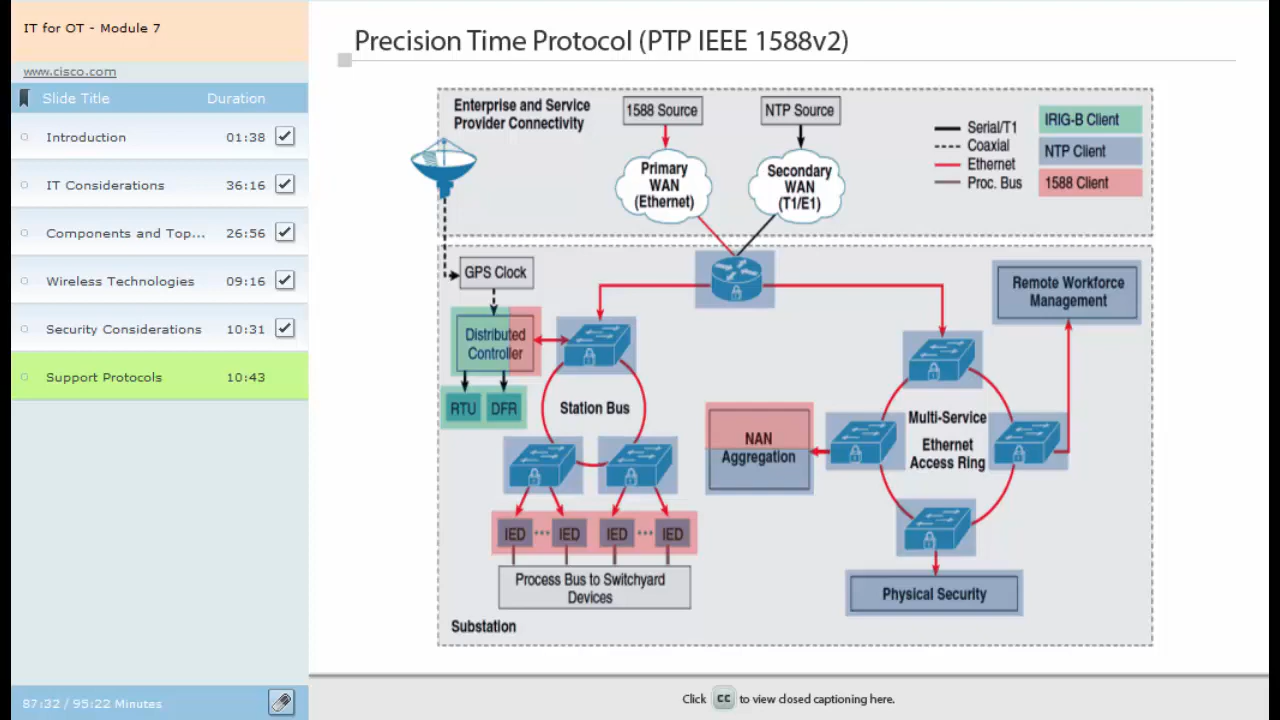 IT for OT - Module 7
www.cisco.com
Slide Title Duration
Introduction 01:38
IT Considerations 36:16
Components and Top... 26:56
Wireless Technologies 09:16
Security Considerations 10:31
Support Protocols 10:43
87:32 / 95:22 Minutes
Precision Time Protocol (PTP IEEE 1588v2)
Enterprise and Service
Provider Connectivity
1588 Source
NTP Source
Primary
WAN
(Ethernet)
Secondary
WAN
(T1/E1)
Serial/T1
Coaxial
Ethernet
Proc. Bus
IRIG-B Client
NTP Client
1588 Client
GPS Clock
Distributed
Controller
RTU
DFR
Station Bus
IED ... IED
IED ... IED
Process Bus to Switchyard
Devices
Substation
Remote Workforce
Management
NAN
Aggregation
Multi-Service
Ethernet
Access Ring
Physical Security
Click CC to view closed captioning here.